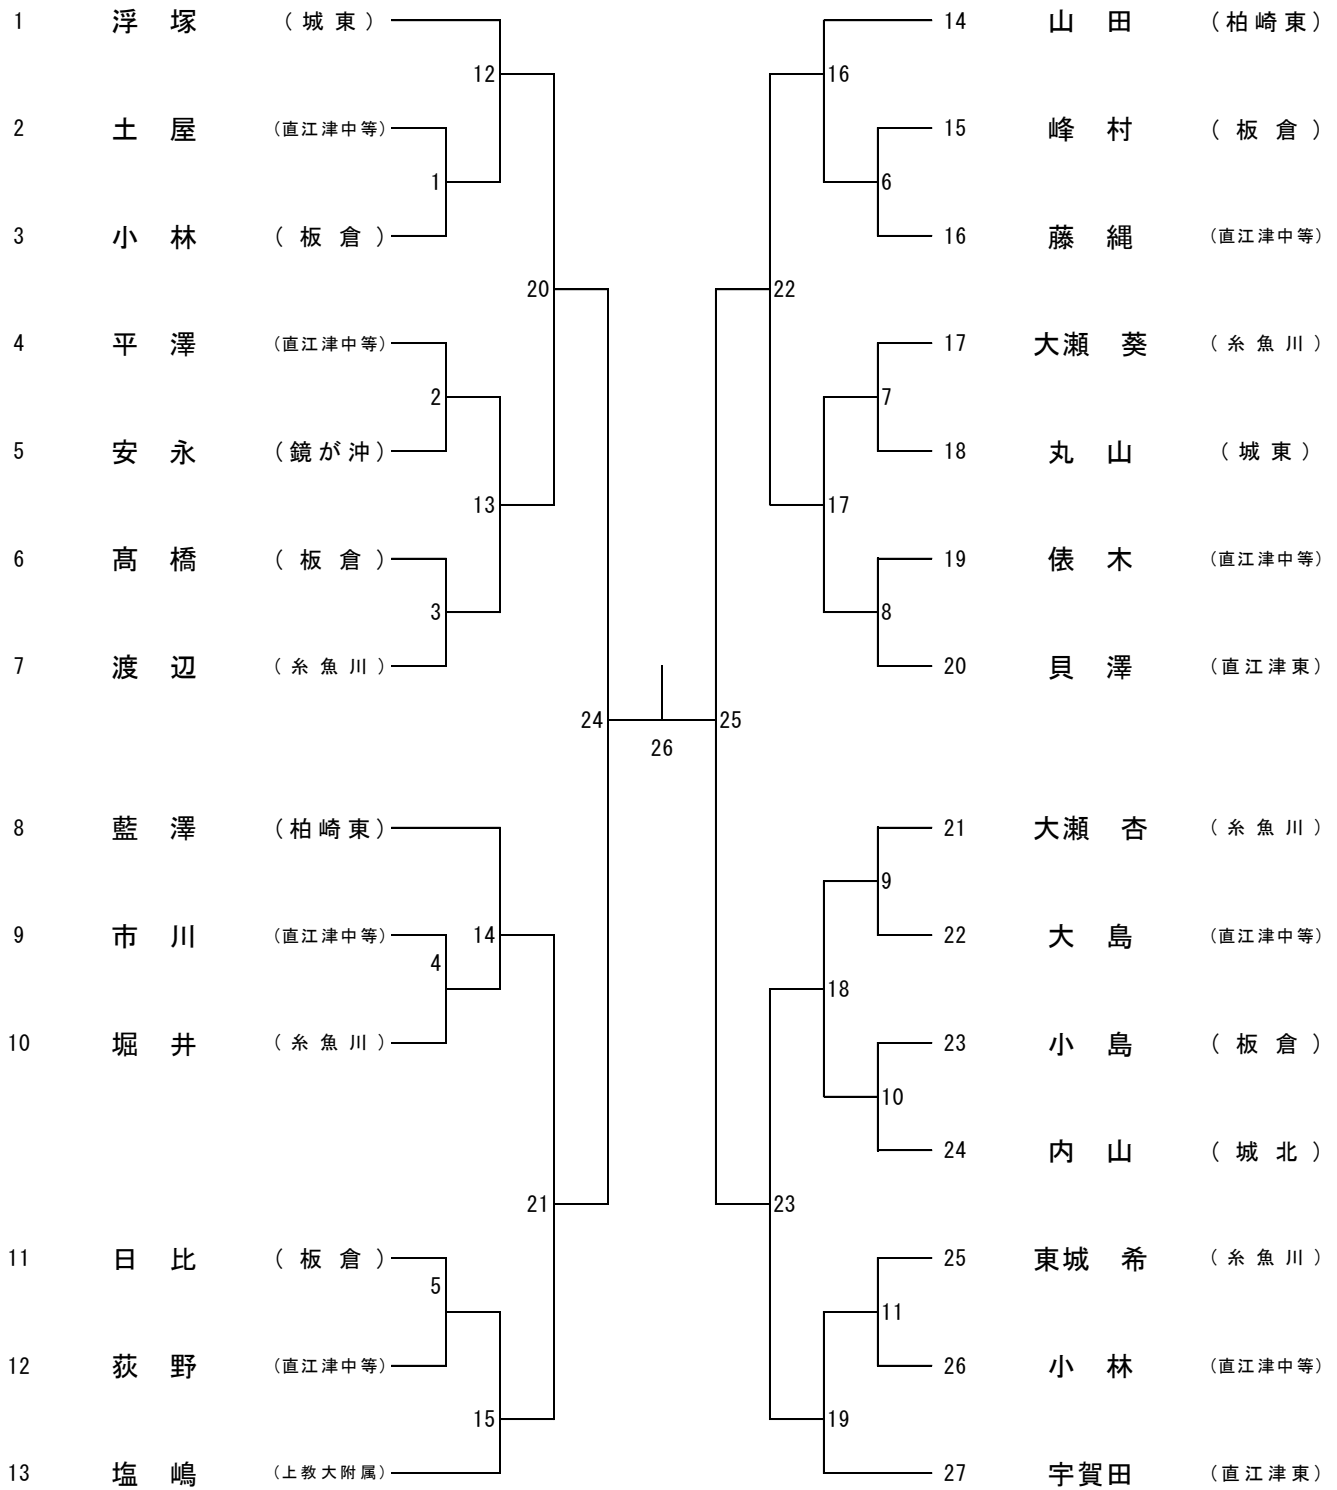 1 浮 塚 (城東) 14 山 田 (柏崎東)
12 16
2 土 屋 (直江津中等) 15 峰 村 (板倉)
1 6
3 小 林 (板倉) 16 藤 縄 (直江津中等)
20 22
4 平 澤 (直江津中等) 17 大瀬 葵 (糸魚川)
2 7
5 安 永 (鏡が沖) 18 丸 山 (城東)
13 17
6 髙 橋 (板倉) 19 俵 木 (直江津中等)
3 8
7 渡 辺 (糸魚川) 20 貝 澤 (直江津東)
24 25
26
8 藍 澤 (柏崎東) 21 大瀬 杏 (糸魚川)
9
9 市 川 (直江津中等) 14 22 大 島 (直江津中等)
4
18
10 堀 井 (糸魚川) 23 小 島 (板倉)
10
24 内 山 (城北)
21 23
11 日 比 (板倉) 25 東城 希 (糸魚川)
5
11
12 荻 野 (直江津中等) 26 小 林 (直江津中等)
15 19
13 塩 嶋 (上教大附属) 27 宇賀田 (直江津東)